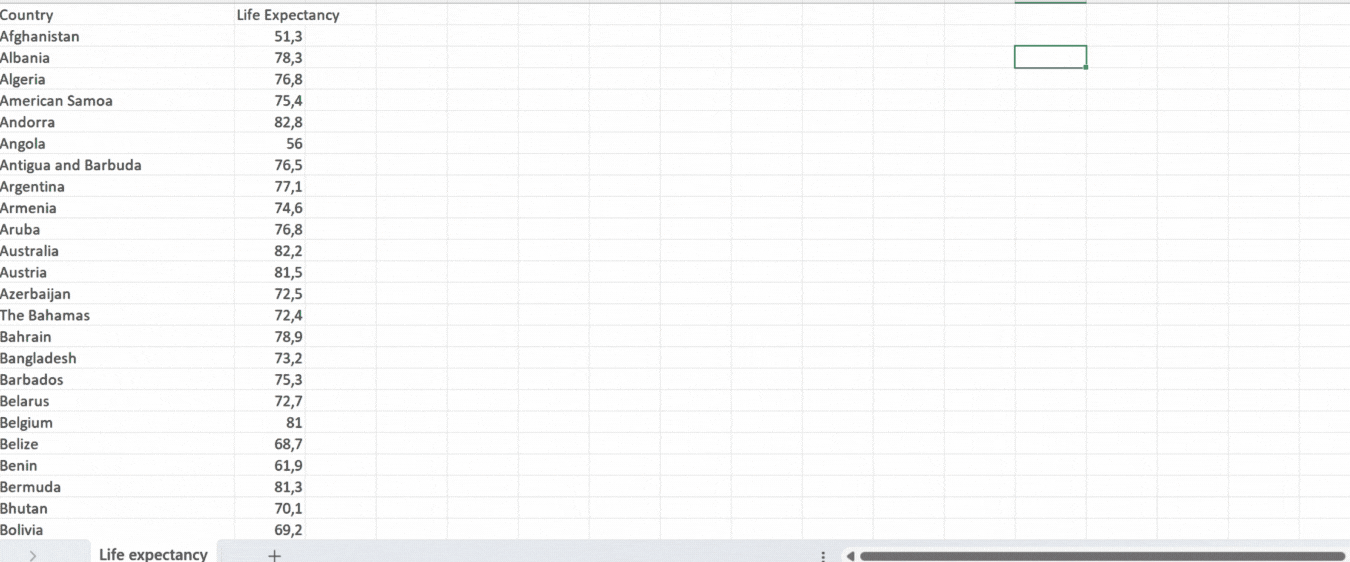 Country Life Expectancy
Afghanistan 51,3
Albania 78,3
Algeria 76,8
American Samoa 75,4
Andorra 82,8
Angola 56
Antigua and Barbuda 76,5
Argentina 77,1
Armenia 74,6
Aruba 76,8
Australia 82,2
Austria 81,5
Azerbaijan 72,5
The Bahamas 72,4
Bahrain 78,9
Bangladesh 73,2
Barbados 75,3
Belarus 72,7
Belgium 81
Belize 68,7
Benin 61,9
Bermuda 81,3
Bhutan 70,1
Bolivia 69,2
Life expectancy